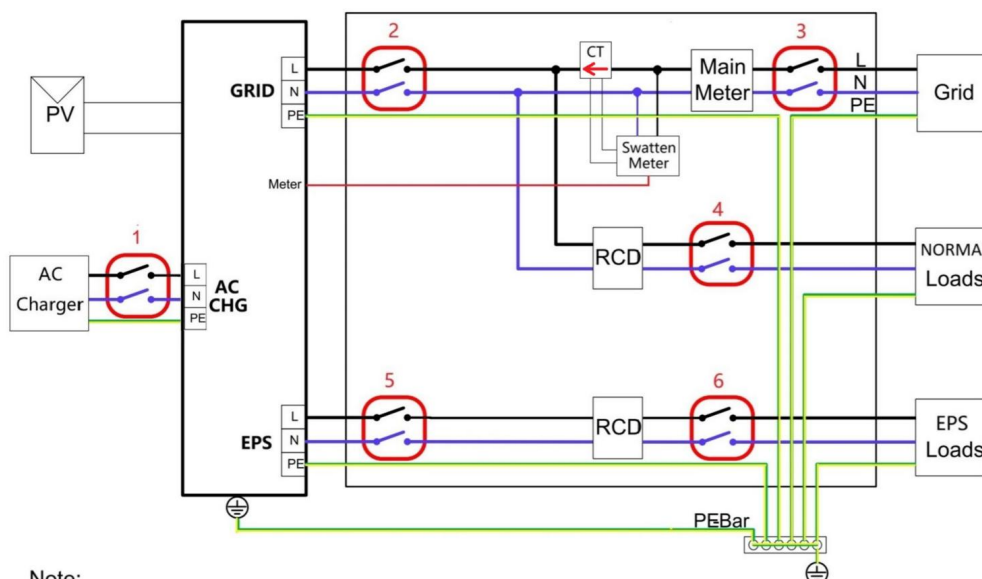 2
3
L
N
PE
GRID
CT
Main
Meter
L
N
PE
Grid
PV
Swatten
Meter
Meter
1
4
AC
Charger
L
N
PE
AC
CHG
RCD
NORMA
Loads
5
6
L
N
PE
EPS
RCD
EPS
Loads
PEBar
Note: